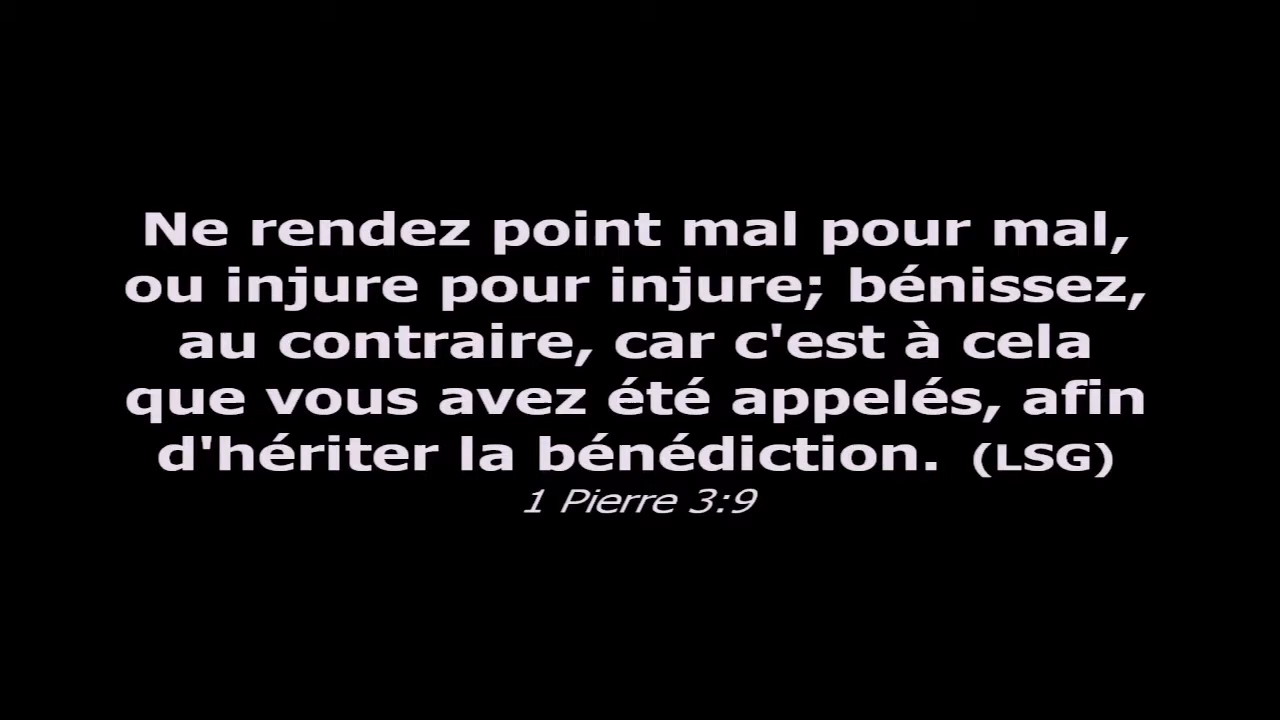 Ne rendez point mal pour mal,
ou injure pour injure; bénissez,
au contraire, car c'est à cela
que vous avez été appelés, afin
d'hériter la bénédiction. (LSG)
1 Pierre 3:9